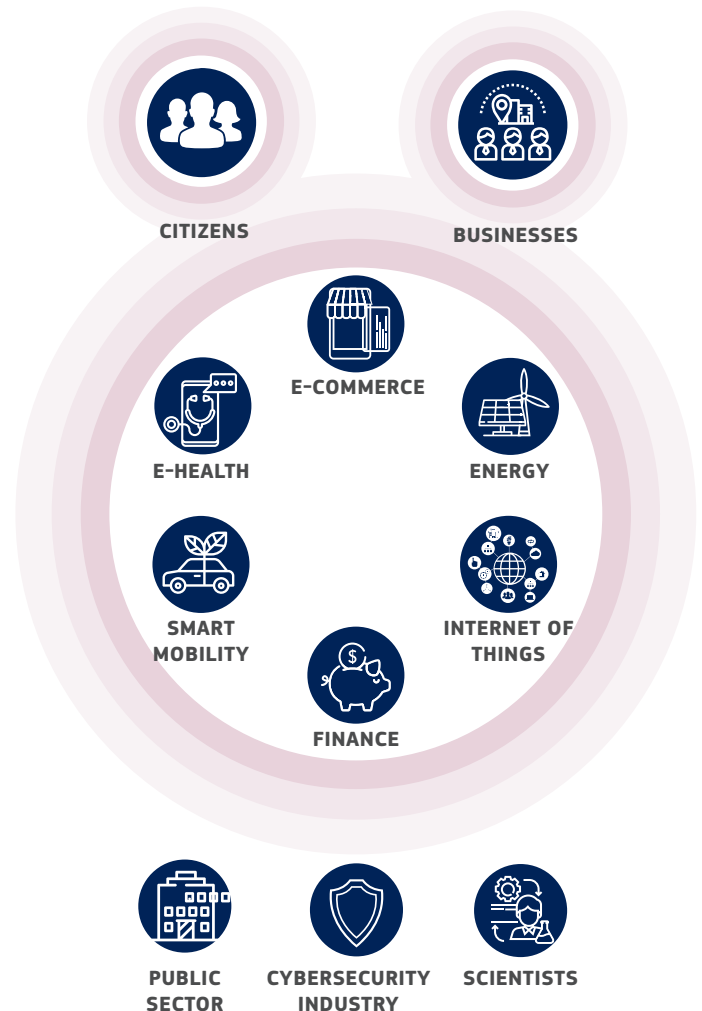 CITIZENS
BUSINESSES
E-COMMERCE
E-HEALTH
ENERGY
SMART
MOBILITY
INTERNET OF
THINGS
$
FINANCE
PUBLIC
SECTOR
CYBERSECURITY
INDUSTRY
SCIENTISTS